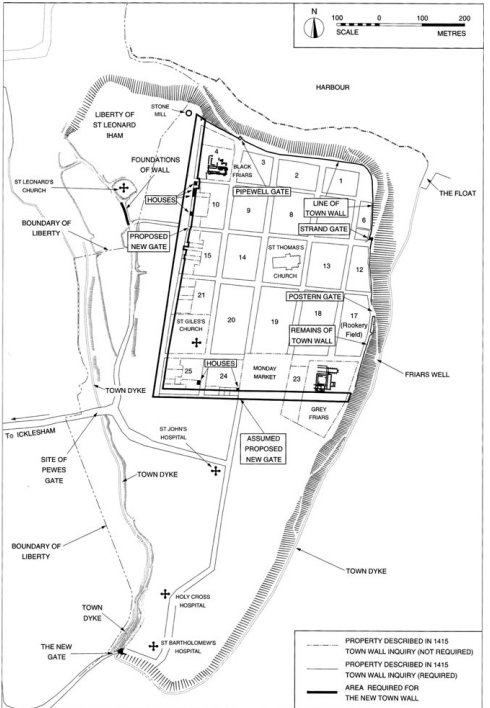 N
100 0 100 200
SCALE METRES
HARBOUR
LIBERTY OF
ST LEONARD
IHAM
STONE
MILL
FOUNDATIONS
OF WALL
ST LEONARD'S
CHURCH
4
BLACK
FRIARS
3
2
1
PIPEWELL GATE
THE FLOAT
HOUSES
LINE OF
TOWN WALL
BOUNDARY OF
LIBERTY
10
9
8
6
STRAND GATE
PROPOSED
NEW GATE
ST THOMAS'S
CHURCH
15
14
13
12
POSTERN GATE
21
20
19
18
17
(Rookery
Field)
ST GILES'S
CHURCH
REMAINS OF
TOWN WALL
HOUSES
MONDAY
MARKET
FRIARS WELL
25
24
23
TOWN DYKE
GREY
FRIARS
To ICKLESHAM
ST JOHN'S
HOSPITAL
ASSUMED
PROPOSED
NEW GATE
SITE OF
PEWES
GATE
TOWN DYKE
BOUNDARY OF
LIBERTY
TOWN DYKE
HOLY CROSS
HOSPITAL
TOWN
DYKE
THE NEW
GATE
ST BARTHOLOMEW'S
HOSPITAL
PROPERTY DESCRIBED IN 1415
TOWN WALL INQUIRY (NOT REQUIRED)
PROPERTY DESCRIBED IN 1415
TOWN WALL INQUIRY (REQUIRED)
AREA REQUIRED FOR
THE NEW TOWN WALL